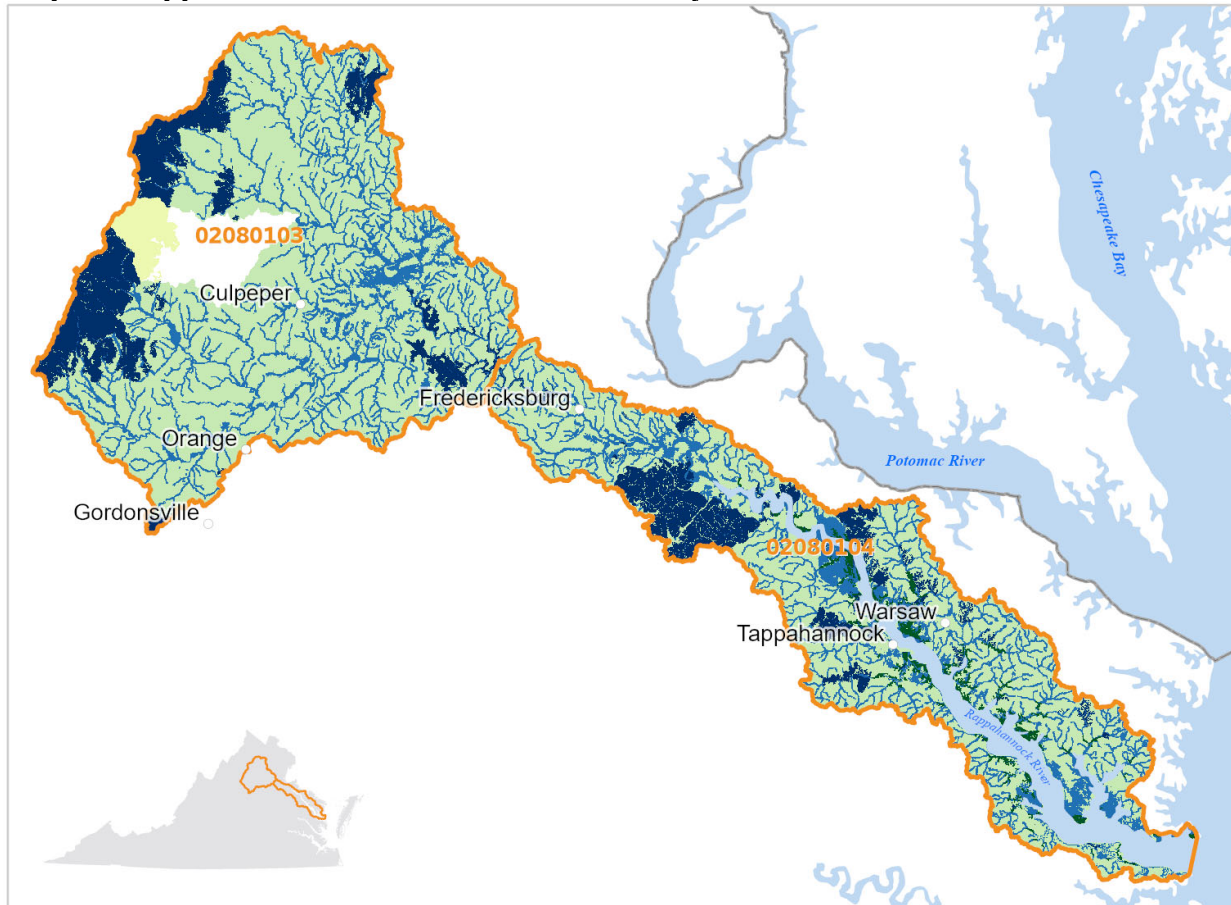 02080103
Chesapeake Bay
Culpeper
Fredericksburg
Orange
Potomac River
Gordonsville
02080104
Warsaw
Tappahannock
Rappahannock River